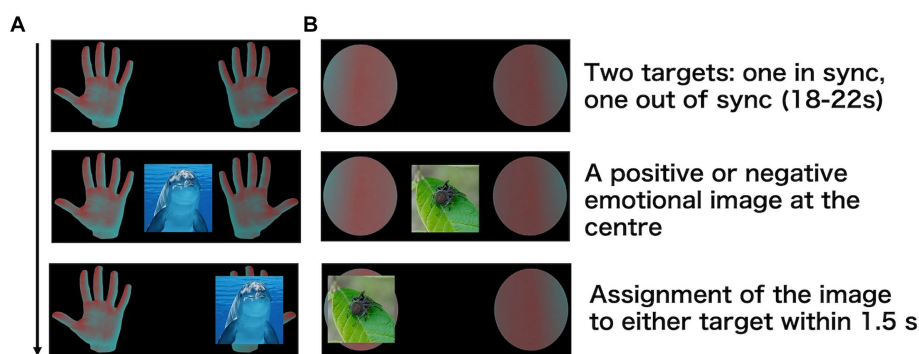 A
B
Two targets: one in sync,
one out of sync (18-22s)
A positive or negative
emotional image at the
centre
Assignment of the image
to either target within 1.5 s